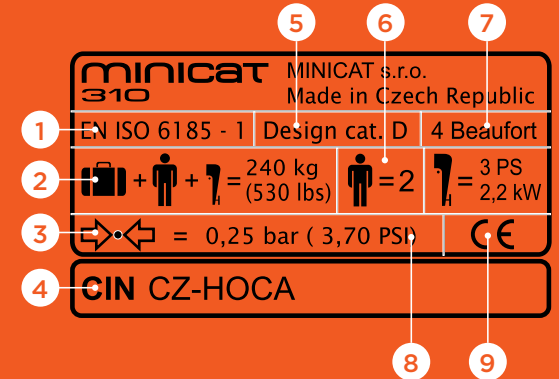 5 6 7
minicat MINICAT s.r.o.
310 Made in Czech Republic
1 EN ISO 6185 - 1 Design cat. D 4 Beaufort
2 + + = 240 kg (530 lbs) = 2 = 3 PS 2,2 kW
3 = 0,25 bar ( 3,70 PSI) CE
4 CIN CZ-HOCA
8 9